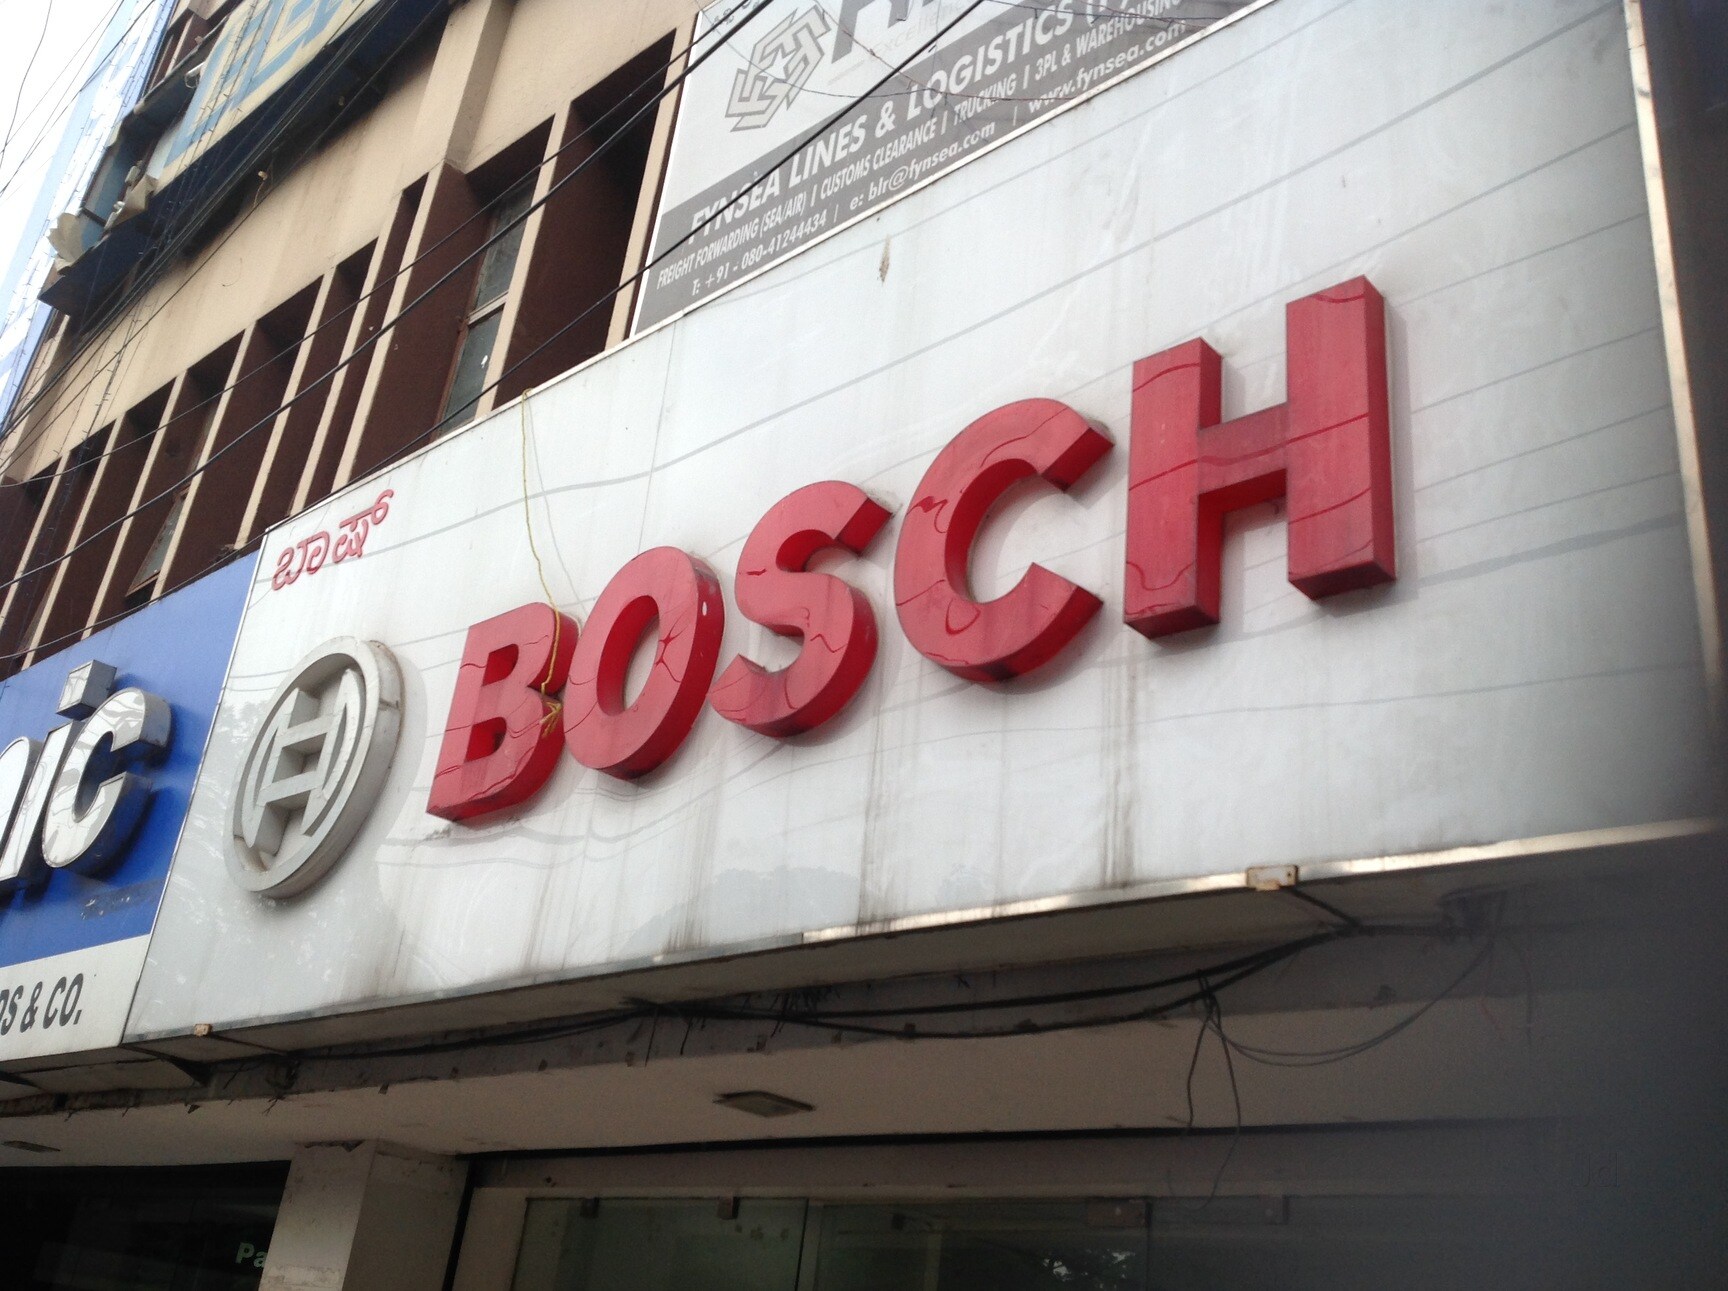 FYNSEA LINES & LOGISTICS
FREIGHT FORWARDING (SEA/AIR) | CUSTOMS CLEARANCE | TRUCKING | 3PL & WAREHOUSING
T: +91 - 080-41244434 | e: blr@fynsea.com | www.fynsea.com
ಬಾಷ್
BOSCH
nic
& CO.
Pa